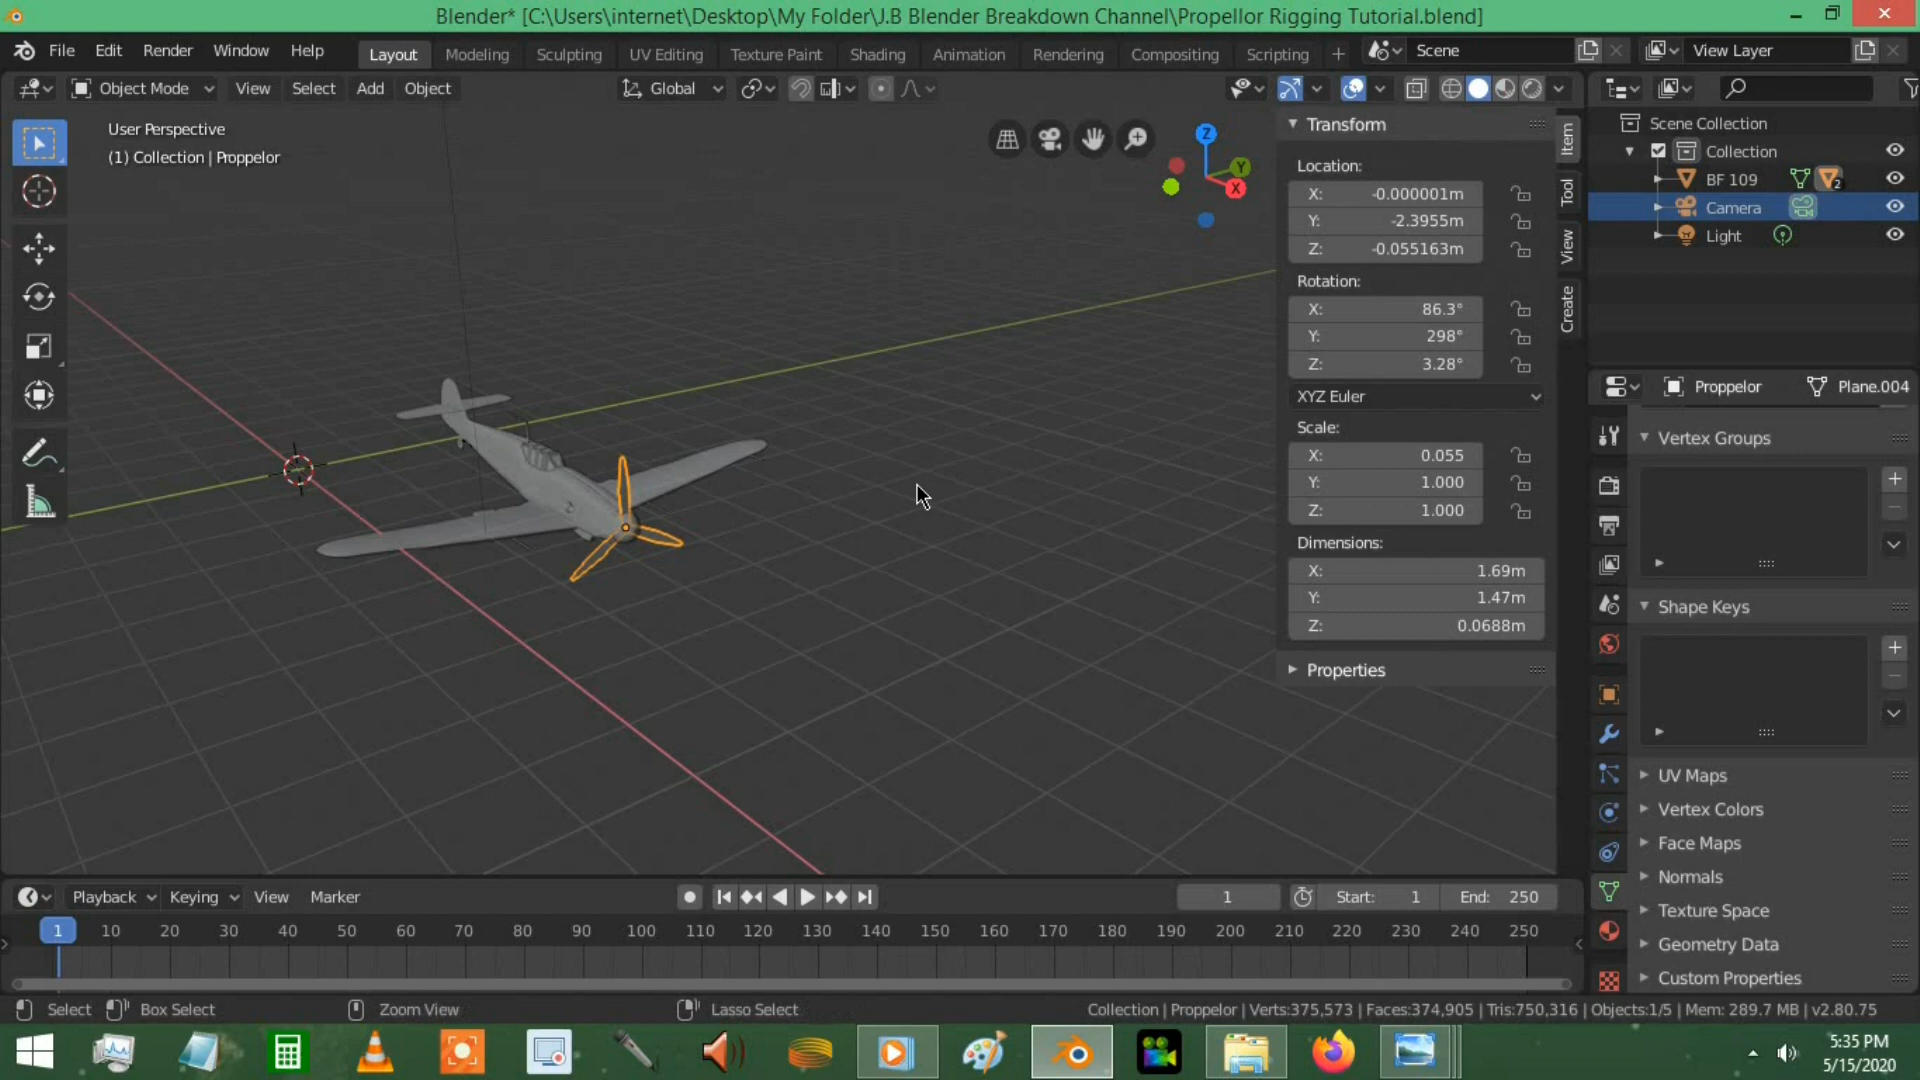 Blender* [C:\Users\internet\Desktop\My Folder\J.B Blender Breakdown Channel\Propellor Rigging Tutorial.blend]
File Edit Render Window Help Layout Modeling Sculpting UV Editing Texture Paint Shading Animation Rendering Compositing Scripting + Scene View Layer
Object Mode View Select Add Object Global
User Perspective
(1) Collection | Proppelor
Z
Y
X
Transform
Location:
X: -0.000001m
Y: -2.3955m
Z: -0.055163m
Rotation:
X: 86.3°
Y: 298°
Z: 3.28°
XYZ Euler
Scale:
X: 0.055
Y: 1.000
Z: 1.000
Dimensions:
X: 1.69m
Y: 1.47m
Z: 0.0688m
Properties
Item
Tool
View
Create
Scene Collection
Collection
BF 109 2
Camera
Light
Proppelor Plane.004
Vertex Groups
Shape Keys
UV Maps
Vertex Colors
Face Maps
Normals
Texture Space
Geometry Data
Custom Properties
Playback Keying View Marker 1 Start: 1 End: 250
1 10 20 30 40 50 60 70 80 90 100 110 120 130 140 150 160 170 180 190 200 210 220 230 240 250
Select Box Select Zoom View Lasso Select Collection | Proppelor | Verts:375,573 | Faces:374,905 | Tris:750,316 | Objects:1/5 | Mem: 289.7 MB | v2.80.75
5:35 PM
5/15/2020